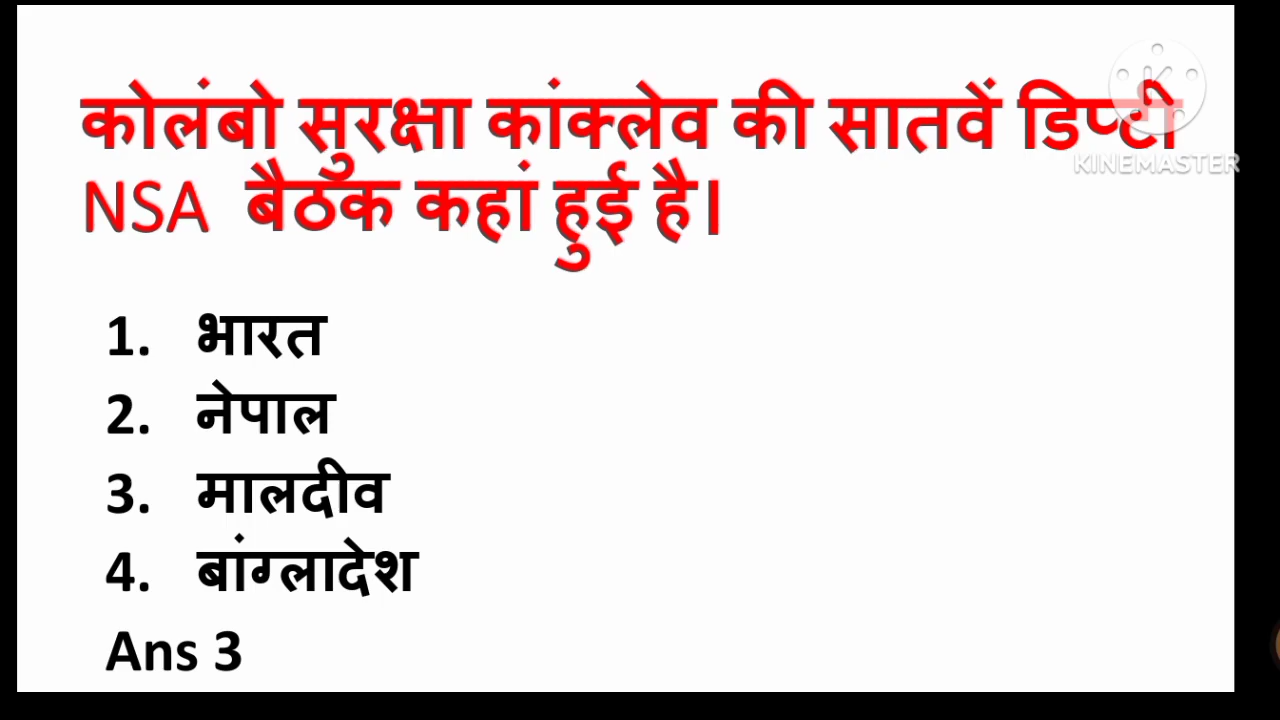 कोलंबो सुरक्षा कांक्लेव की सातवें डिप्टी
KINEMASTER
NSA बैठक कहां हुई है।
1. भारत
2. नेपाल
3. मालदीव
4. बांग्लादेश
Ans 3